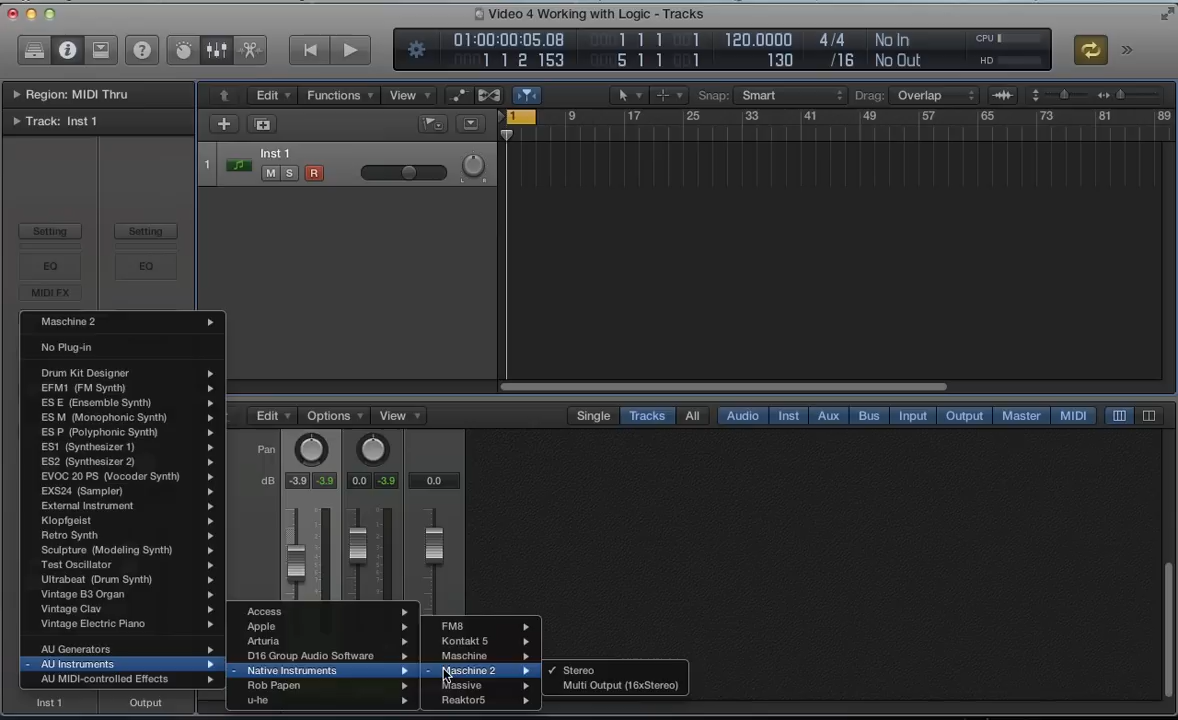 Video 4 Working with Logic - Tracks
01:00:00:05.08
1 1 2 153
1 1 1 1
5 1 1 1
120.0000
130
4/4
/16
No In
No Out
CPU
HD
Region: MIDI Thru
Track: Inst 1
Edit Functions View
Snap: Smart
Drag: Overlap
1 9 17 25 33 41 49 57 65 73 81 89
1
Inst 1
M S R
L R
Setting
Setting
EQ
EQ
MIDI FX
Maschine 2
No Plug-in
Drum Kit Designer
EFM1 (FM Synth)
ES E (Ensemble Synth)
ES M (Monophonic Synth)
ES P (Polyphonic Synth)
ES1 (Synthesizer 1)
ES2 (Synthesizer 2)
EVOC 20 PS (Vocoder Synth)
EXS24 (Sampler)
External Instrument
Klopfgeist
Retro Synth
Sculpture (Modeling Synth)
Test Oscillator
Ultrabeat (Drum Synth)
Vintage B3 Organ
Vintage Clav
Vintage Electric Piano
AU Generators
AU Instruments
AU MIDI-controlled Effects
Inst 1
Output
Edit Options View
Single Tracks All
Audio Inst Aux Bus Input Output Master MIDI
Pan
dB
-3.9 -3.9
0.0 -3.9
0.0
Access
Apple
Arturia
D16 Group Audio Software
Native Instruments
Rob Papen
u-he
FM8
Kontakt 5
Maschine
Maschine 2
Massive
Reaktor5
Stereo
Multi Output (16xStereo)